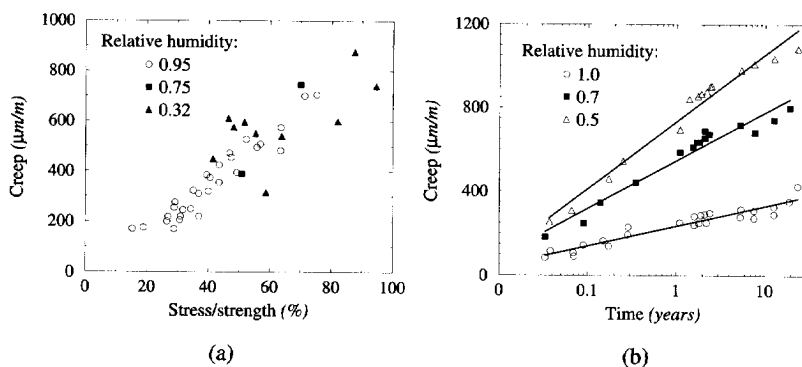 1000
800
600
400
200
0
Creep (μm/m)
Relative humidity:
0.95
0.75
0.32
0 20 40 60 80 100
Stress/strength (%)
(a)
1200
800
400
0
Creep (μm/m)
Relative humidity:
1.0
0.7
0.5
0 0.1 1 10
Time (years)
(b)